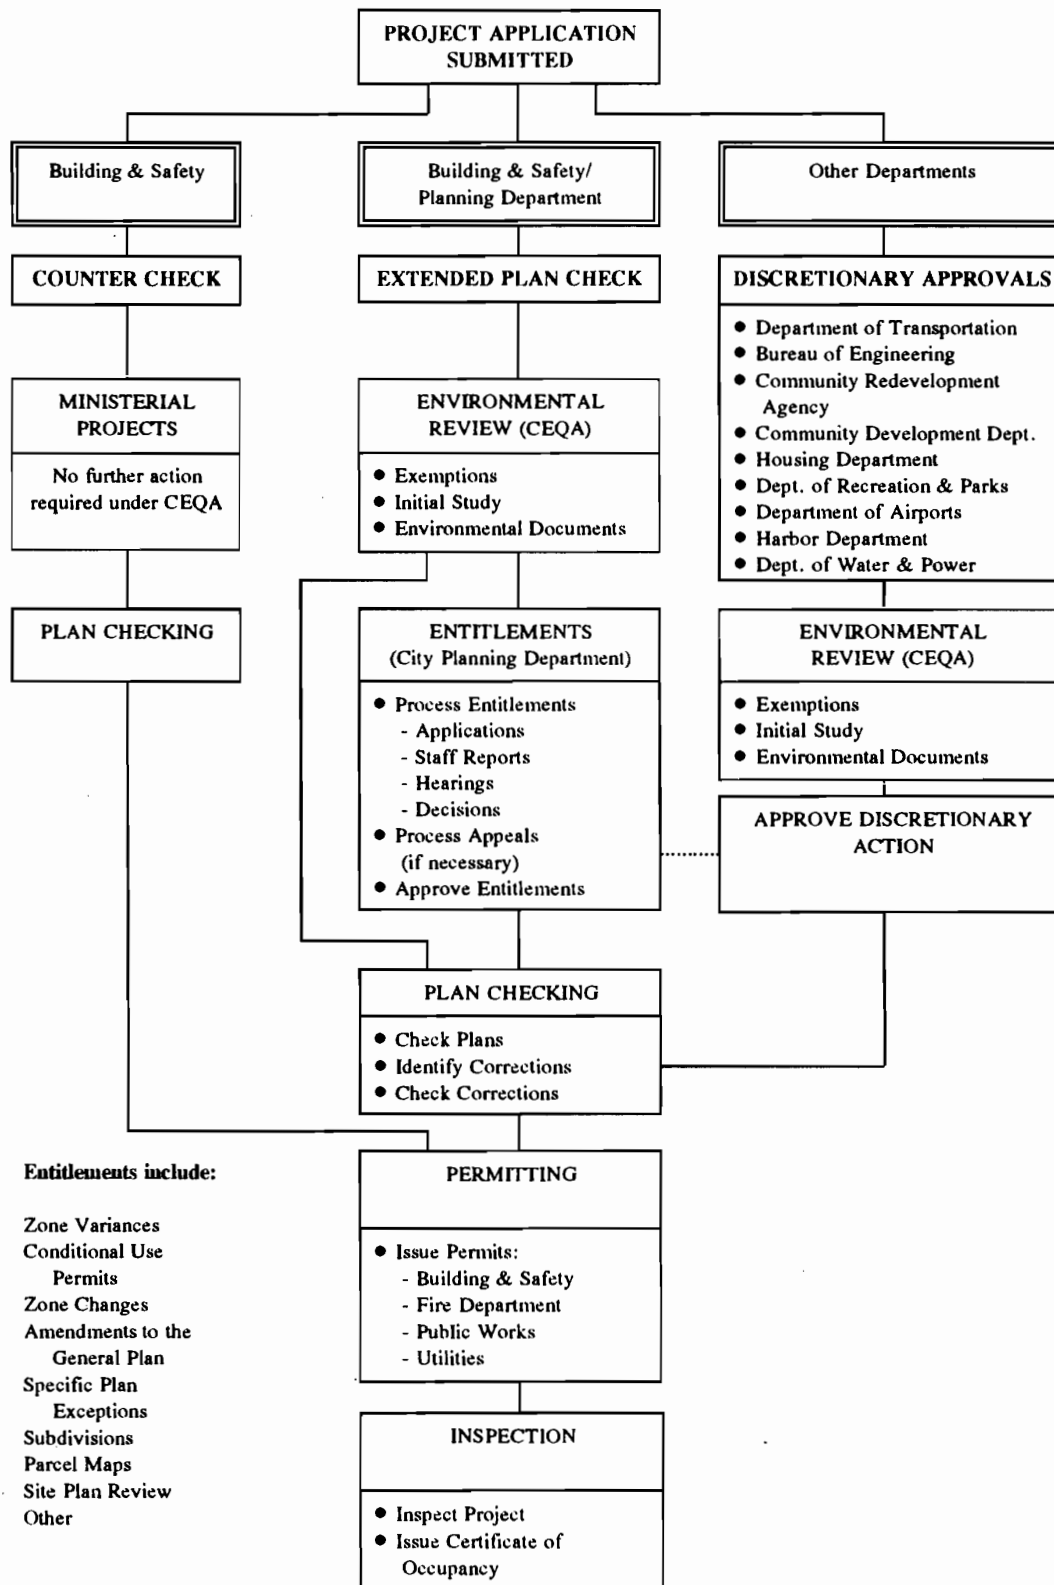 PROJECT APPLICATION
SUBMITTED
Building & Safety
Building & Safety/
Planning Department
Other Departments
COUNTER CHECK
EXTENDED PLAN CHECK
DISCRETIONARY APPROVALS
● Department of Transportation
● Bureau of Engineering
● Community Redevelopment
Agency
● Community Development Dept.
● Housing Department
● Dept. of Recreation & Parks
● Department of Airports
● Harbor Department
● Dept. of Water & Power
MINISTERIAL
PROJECTS
No further action
required under CEQA
ENVIRONMENTAL
REVIEW (CEQA)
● Exemptions
● Initial Study
● Environmental Documents
PLAN CHECKING
ENTITLEMENTS
(City Planning Department)
● Process Entitlements
- Applications
- Staff Reports
- Hearings
- Decisions
● Process Appeals
(if necessary)
● Approve Entitlements
ENVIRONMENTAL
REVIEW (CEQA)
● Exemptions
● Initial Study
● Environmental Documents
APPROVE DISCRETIONARY
ACTION
PLAN CHECKING
● Check Plans
● Identify Corrections
● Check Corrections
PERMITTING
● Issue Permits:
- Building & Safety
- Fire Department
- Public Works
- Utilities
INSPECTION
● Inspect Project
● Issue Certificate of
Occupancy
Entitlements include:
Zone Variances
Conditional Use
Permits
Zone Changes
Amendments to the
General Plan
Specific Plan
Exceptions
Subdivisions
Parcel Maps
Site Plan Review
Other